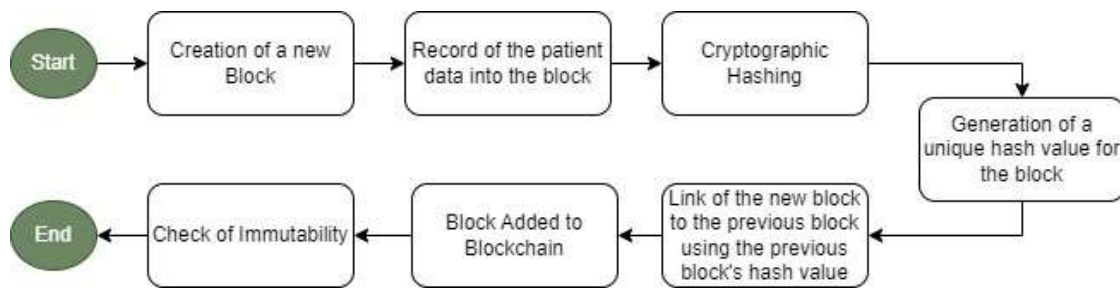 Start
Creation of a new
Block
Record of the patient
data into the block
Cryptographic
Hashing
Generation of a
unique hash value for
the block
Link of the new block
to the previous block
using the previous
block's hash value
Block Added to
Blockchain
Check of Immutability
End